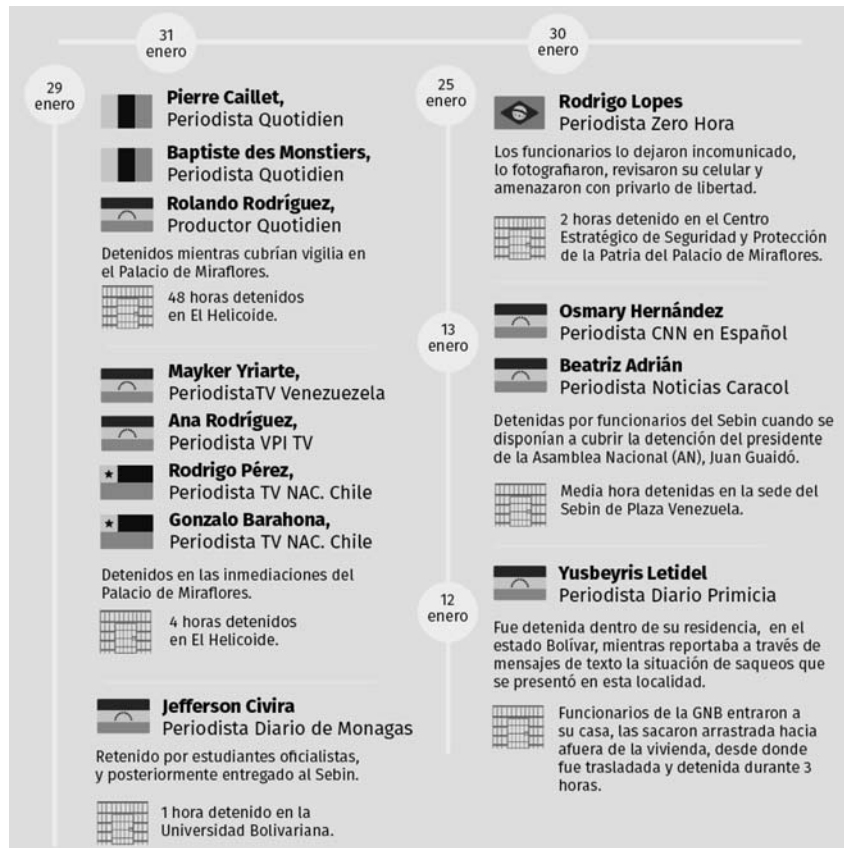 31
enero
30
enero
29
enero
Pierre Caillet,
Periodista Quotidien
Baptiste des Monstiers,
Periodista Quotidien
Rolando Rodríguez,
Productor Quotidien
Detenidos mientras cubrían vigilia en
el Palacio de Miraflores.
48 horas detenidos
en El Helicoide.
Mayker Yriarte,
PeriodistaTV Venezuezela
Ana Rodríguez,
Periodista VPI TV
Rodrigo Pérez,
Periodista TV NAC. Chile
Gonzalo Barahona,
Periodista TV NAC. Chile
Detenidos en las inmediaciones del
Palacio de Miraflores.
4 horas detenidos
en El Helicoide.
Jefferson Civira
Periodista Diario de Monagas
Retenido por estudiantes oficialistas,
y posteriormente entregado al Sebin.
1 hora detenido en la
Universidad Bolivariana.
25
enero
Rodrigo Lopes
Periodista Zero Hora
Los funcionarios lo dejaron incomunicado,
lo fotografiaron, revisaron su celular y
amenazaron con privarlo de libertad.
2 horas detenido en el Centro
Estratégico de Seguridad y Protección
de la Patria del Palacio de Miraflores.
13
enero
Osmary Hernández
Periodista CNN en Español
Beatriz Adrián
Periodista Noticias Caracol
Detenidas por funcionarios del Sebin cuando se
disponían a cubrir la detención del presidente
de la Asamblea Nacional (AN), Juan Guaidó.
Media hora detenidas en la sede del
Sebin de Plaza Venezuela.
12
enero
Yusbeyris Letidel
Periodista Diario Primicia
Fue detenida dentro de su residencia, en el
estado Bolívar, mientras reportaba a través de
mensajes de texto la situación de saqueos que
se presentó en esta localidad.
Funcionarios de la GNB entraron a
su casa, las sacaron arrastrada hacia
afuera de la vivienda, desde donde
fue trasladada y detenida durante 3
horas.